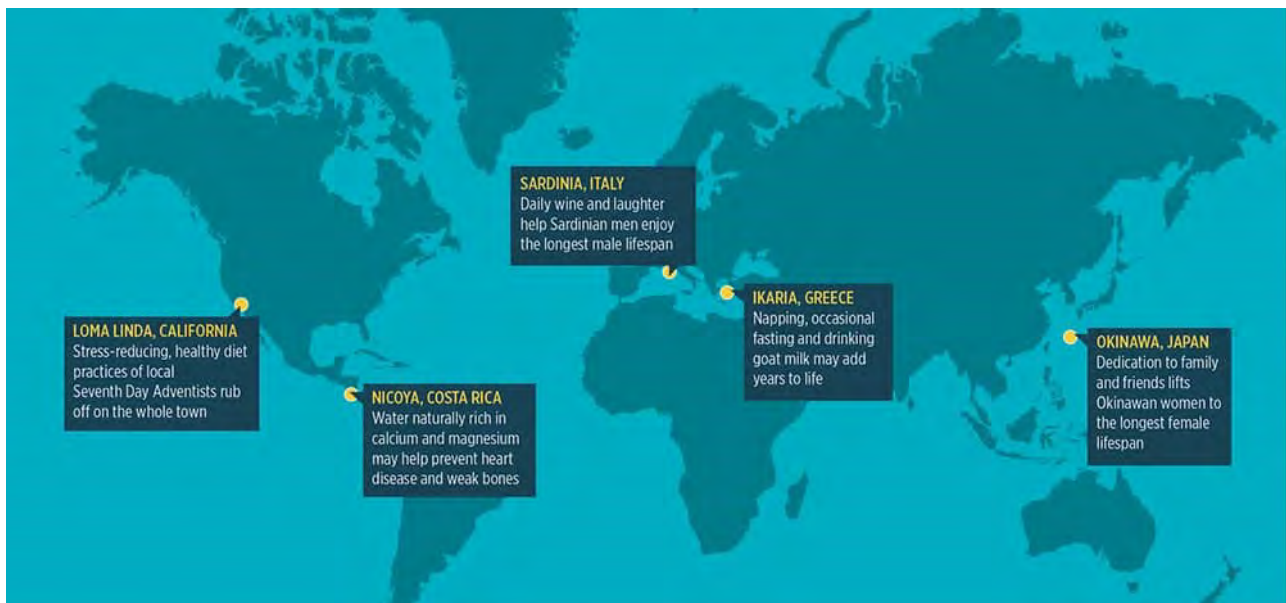 SARDINIA, ITALY
Daily wine and laughter
help Sardinian men enjoy
the longest male lifespan
IKARIA, GREECE
Napping, occasional
fasting and drinking
goat milk may add
years to life
LOMA LINDA, CALIFORNIA
Stress-reducing, healthy diet
practices of local
Seventh Day Adventists rub
off on the whole town
OKINAWA, JAPAN
Dedication to family
and friends lifts
Okinawan women to
the longest female
lifespan
NICOYA, COSTA RICA
Water naturally rich in
calcium and magnesium
may help prevent heart
disease and weak bones